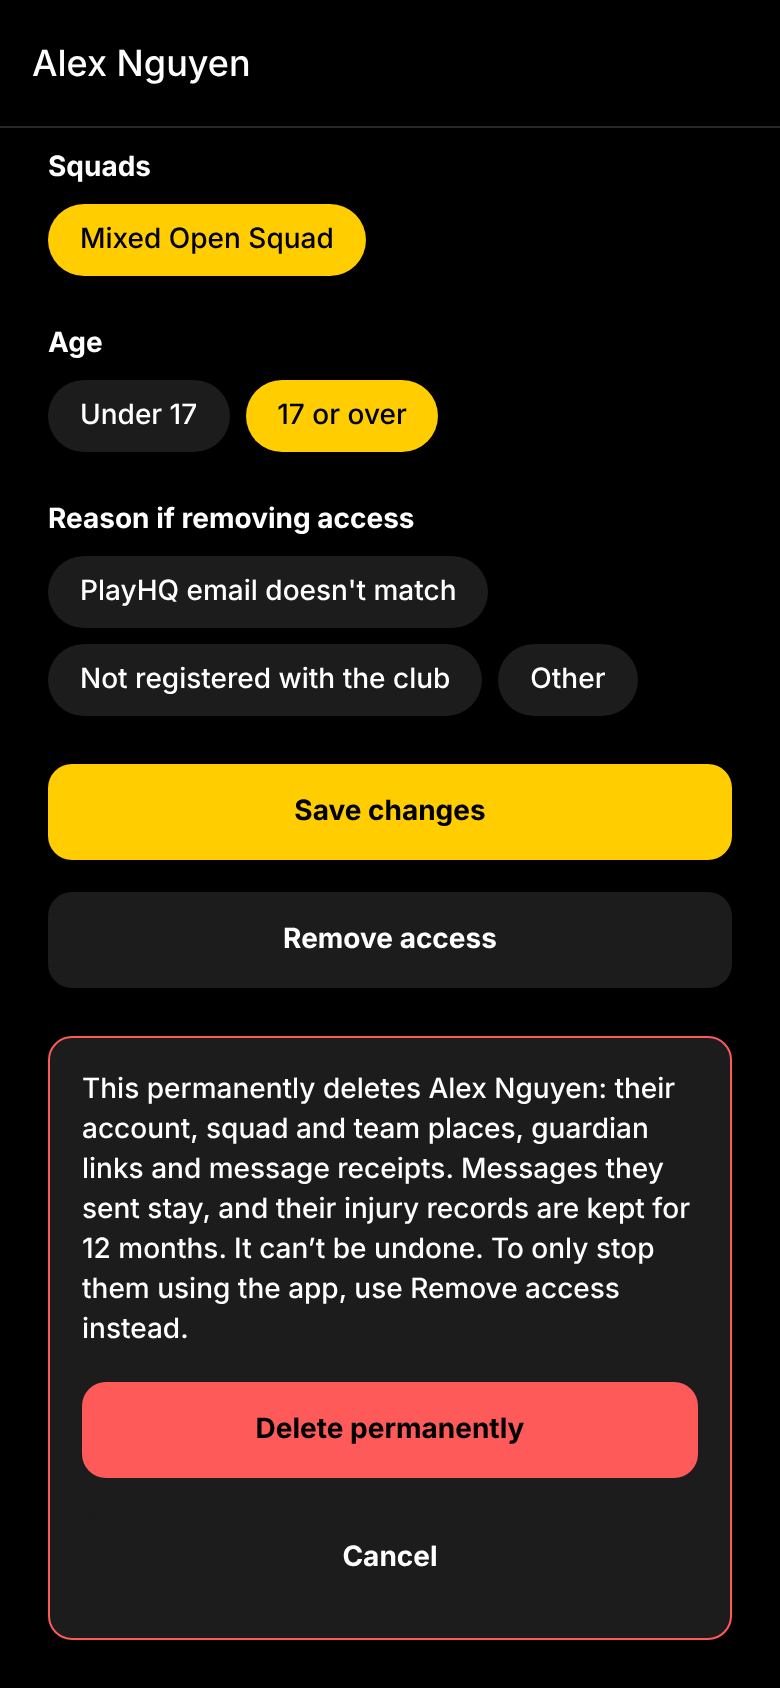 Alex Nguyen
Squads
Mixed Open Squad
Age
Under 17
17 or over
Reason if removing access
PlayHQ email doesn't match
Not registered with the club
Other
Save changes
Remove access
This permanently deletes Alex Nguyen: their
account, squad and team places, guardian
links and message receipts. Messages they
sent stay, and their injury records are kept for
12 months. It can’t be undone. To only stop
them using the app, use Remove access
instead.
Delete permanently
Cancel